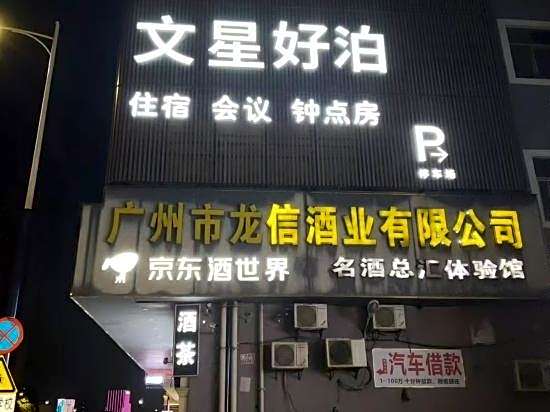 文星好泊
住宿 会议 钟点房
P
停车场
广州市龙信酒业有限公司
京东酒世界 名酒总汇体验馆
酒茶
汽车借款